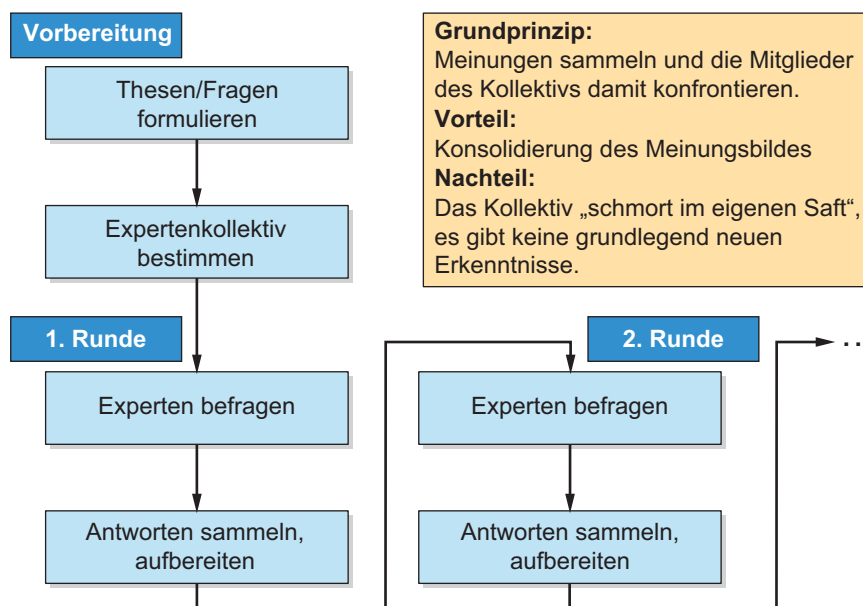 Vorbereitung
Thesen/Fragen
formulieren
Expertenkollektiv
bestimmen
Grundprinzip:
Meinungen sammeln und die Mitglieder
des Kollektivs damit konfrontieren.
Vorteil:
Konsolidierung des Meinungsbildes
Nachteil:
Das Kollektiv „schmort im eigenen Saft“,
es gibt keine grundlegend neuen
Erkenntnisse.
1. Runde
Experten befragen
Antworten sammeln,
aufbereiten
2. Runde
Experten befragen
Antworten sammeln,
aufbereiten
. .